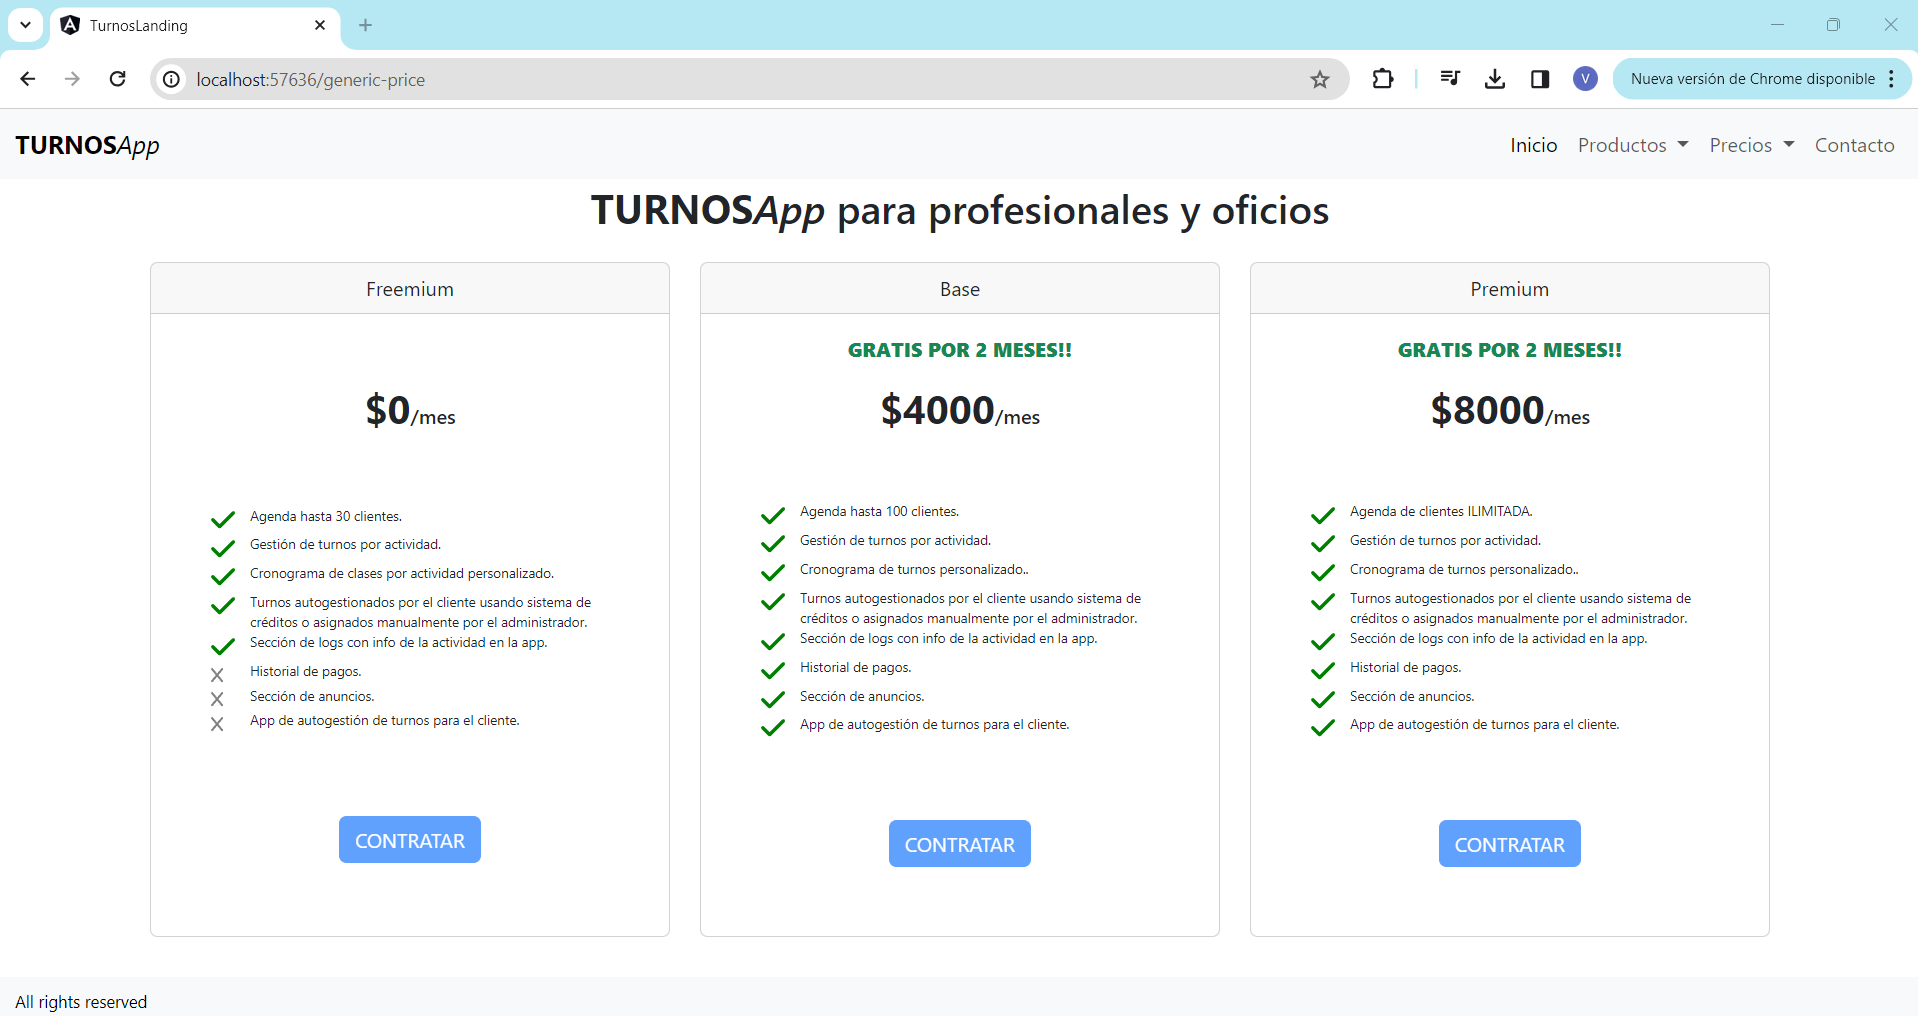 TurnosLanding
localhost:57636/generic-price
V
Nueva versión de Chrome disponible
TURNOSApp
Inicio
Productos
Precios
Contacto
TURNOSApp para profesionales y oficios
Freemium
$0/mes
Agenda hasta 30 clientes.
Gestión de turnos por actividad.
Cronograma de clases por actividad personalizado.
Turnos autogestionados por el cliente usando sistema de
créditos o asignados manualmente por el administrador.
Sección de logs con info de la actividad en la app.
Historial de pagos.
Sección de anuncios.
App de autogestión de turnos para el cliente.
CONTRATAR
Base
GRATIS POR 2 MESES!!
$4000/mes
Agenda hasta 100 clientes.
Gestión de turnos por actividad.
Cronograma de turnos personalizado..
Turnos autogestionados por el cliente usando sistema de
créditos o asignados manualmente por el administrador.
Sección de logs con info de la actividad en la app.
Historial de pagos.
Sección de anuncios.
App de autogestión de turnos para el cliente.
CONTRATAR
Premium
GRATIS POR 2 MESES!!
$8000/mes
Agenda de clientes ILIMITADA.
Gestión de turnos por actividad.
Cronograma de turnos personalizado..
Turnos autogestionados por el cliente usando sistema de
créditos o asignados manualmente por el administrador.
Sección de logs con info de la actividad en la app.
Historial de pagos.
Sección de anuncios.
App de autogestión de turnos para el cliente.
CONTRATAR
All rights reserved